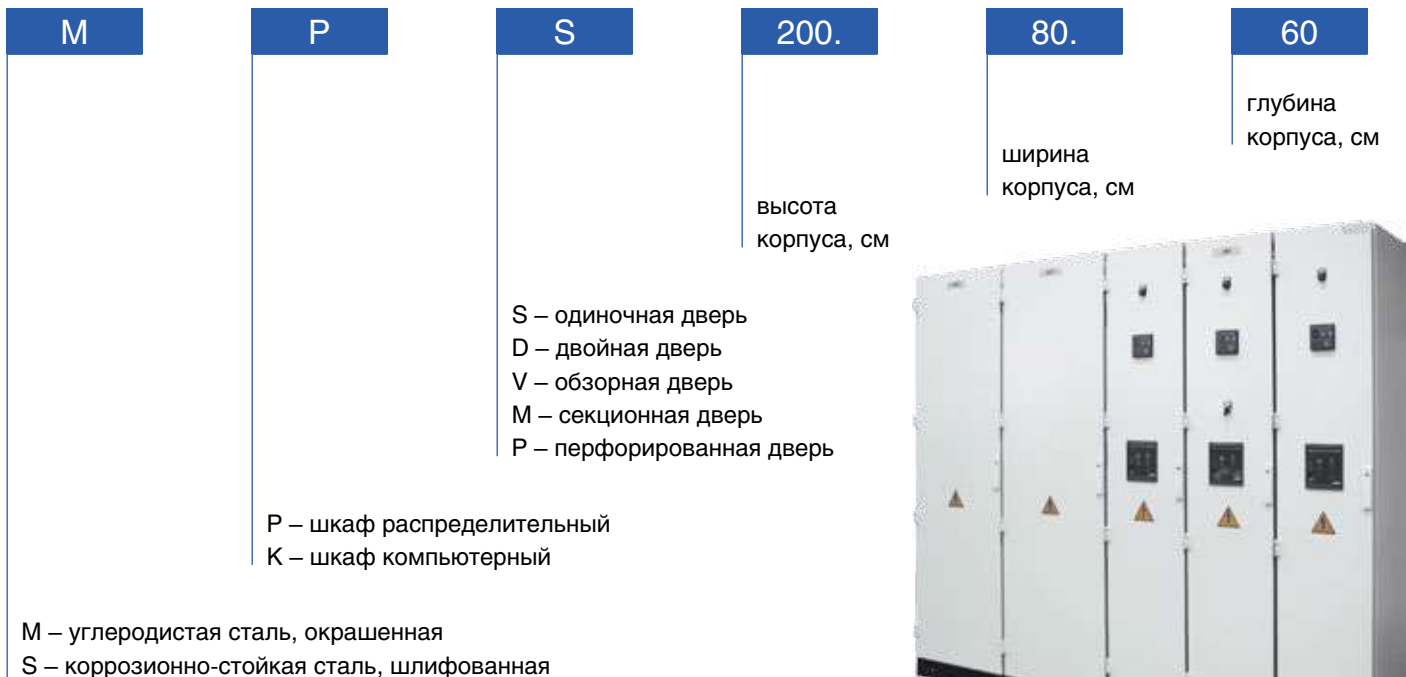 M P S 200. 80. 60
глубина
корпуса, см
ширина
корпуса, см
высота
корпуса, см
S – одиночная дверь
D – двойная дверь
V – обзорная дверь
M – секционная дверь
P – перфорированная дверь
P – шкаф распределительный
K – шкаф компьютерный
M – углеродистая сталь, окрашенная
S – коррозионно-стойкая сталь, шлифованная